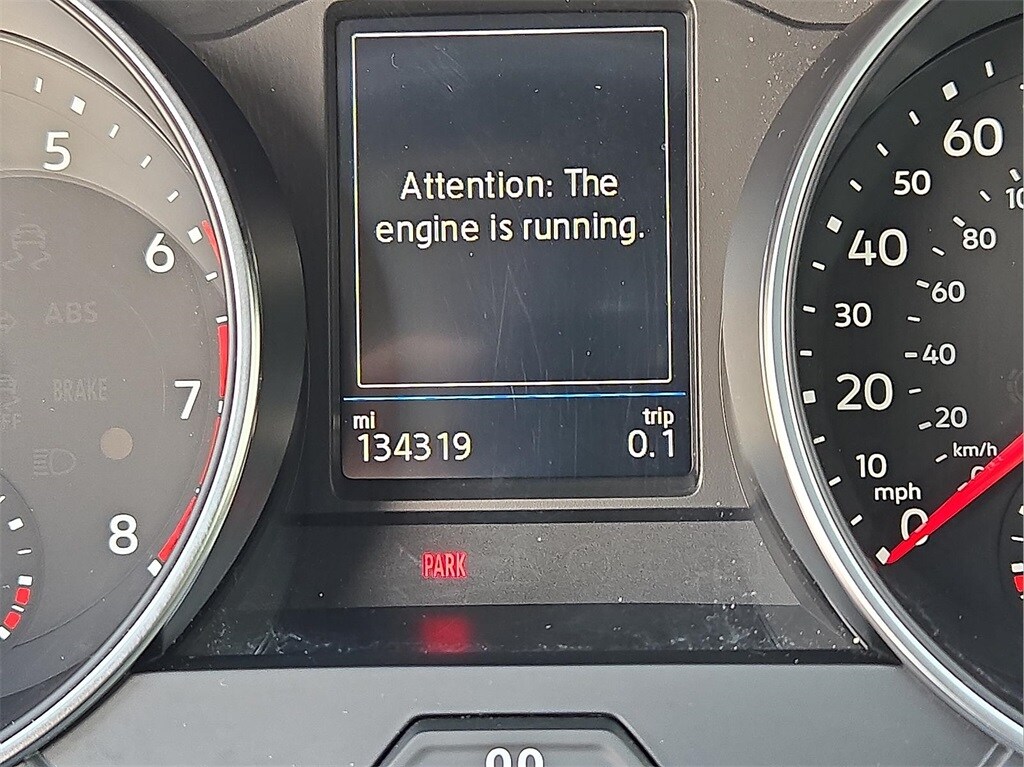 Attention: The
engine is running.
mi
134319
trip
0.1
PARK
5
6
7
8
ABS
BRAKE
60
50
40
30
20
10
mph
0
80
60
40
20
km/h